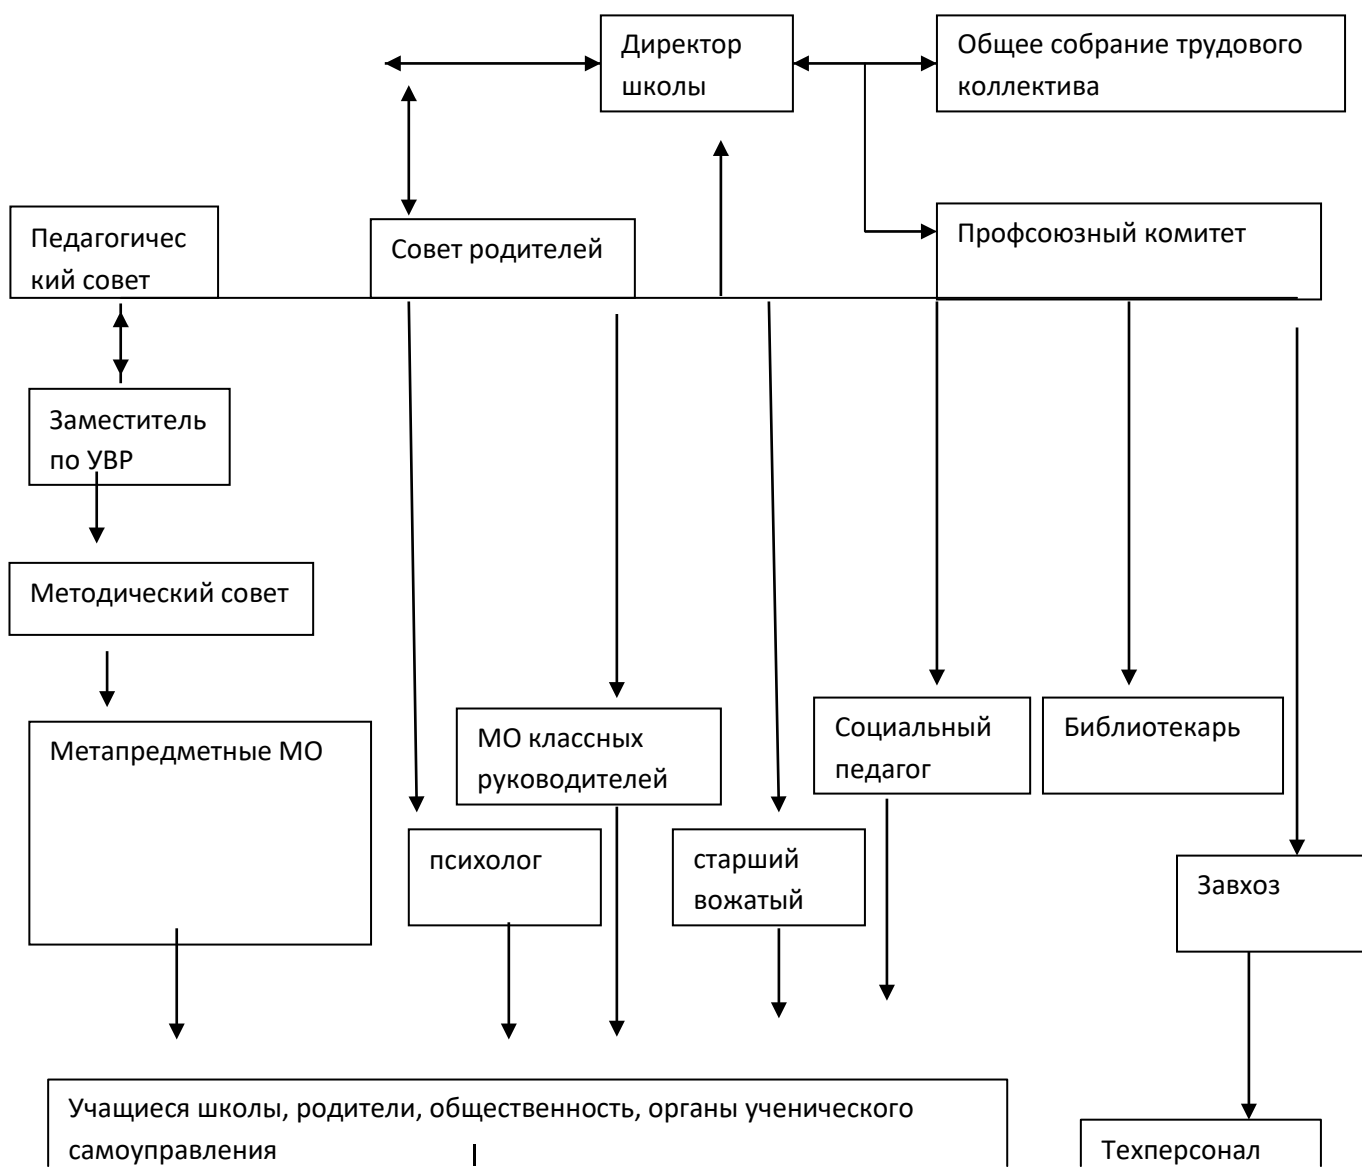 Директор
школы
Общее собрание трудового
коллектива
Педагогичес
кий совет
Совет родителей
Профсоюзный комитет
Заместитель
по УВР
Методический совет
Метапредметные МО
МО классных
руководителей
Социальный
педагог
Библиотекарь
психолог
старший
вожатый
Завхоз
Учащиеся школы, родители, общественность, органы ученического
самоуправления
Техперсонал